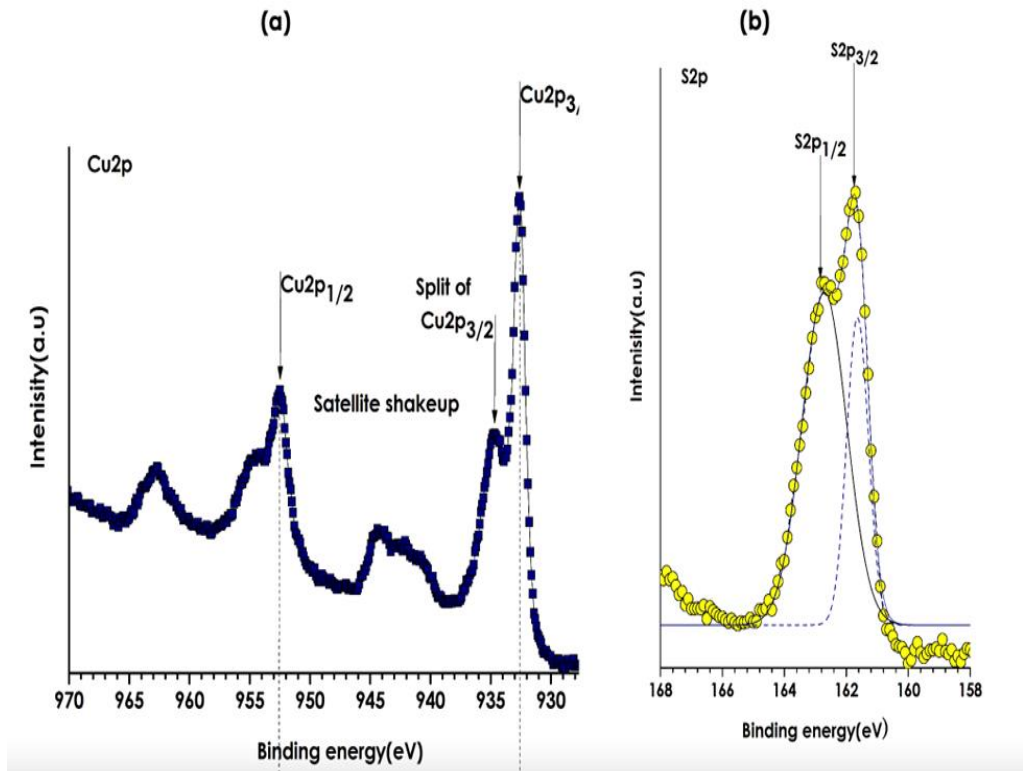 (a)
Cu2p
Cu2p3/
Cu2p1/2
Split of
Cu2p3/2
Satellite shakeup
Intenisity(a.u)
970 965 960 955 950 945 940 935 930
Binding energy(eV)
(b)
S2p
S2p3/2
S2p1/2
Intenisity(a.u)
168 166 164 162 160 158
Binding energy(eV)